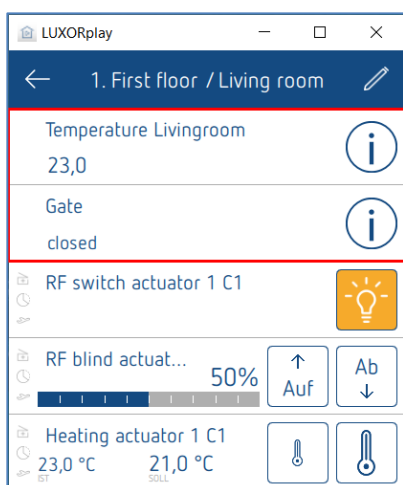 LUXORplay
1. First floor / Living room
Temperature Livingroom
23,0
Gate
closed
RF switch actuator 1 C1
RF blind actuat...
50%
Auf
Ab
Heating actuator 1 C1
23,0 °C
21,0 °C
IST
SOLL